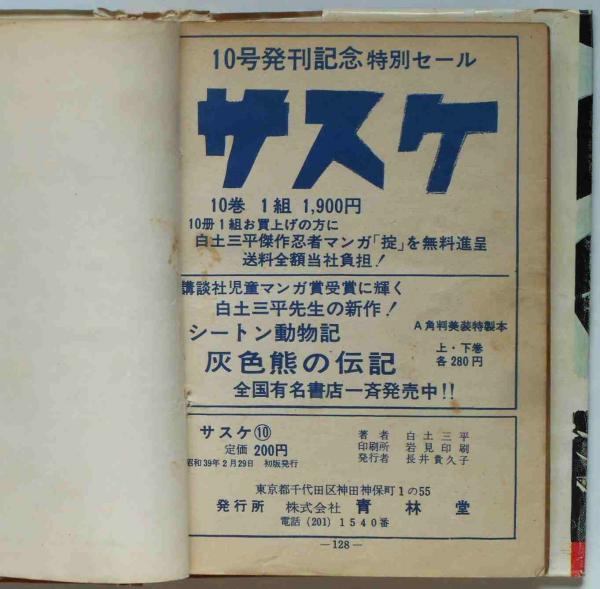 10号発刊記念特別セール
サスケ
10巻 1組 1,900円
10冊1組お買上げの方に
白土三平傑作忍者マンガ「掟」を無料進呈
送料全額当社負担!
講談社児童マンガ賞受賞に輝く
白土三平先生の新作!
シートン動物記
A角判美装特製本
灰色熊の伝記
上・下巻
各280円
全国有名書店一斉発売中!!
サスケ⑩
定価 200円
昭和39年2月29日 初版発行
著者 白土三平
印刷所 岩見印刷
発行者 長井貴久子
東京都千代田区神田神保町1の55
発行所 株式会社 青林堂
電話(201)1540番
—128—